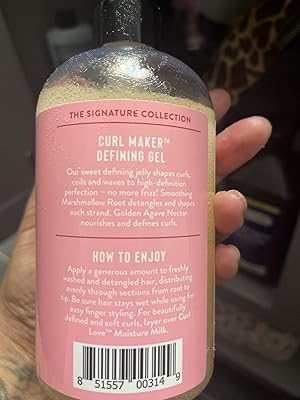 THE SIGNATURE COLLECTION
CURL MAKER™
DEFINING GEL
Our sweet defining jelly shapes curls,
coils and waves to high-definition
perfection – no more frizz! Smoothing
Marshmallow Root detangles and shapes
each strand. Golden Agave Nectar
nourishes and defines curls.
HOW TO ENJOY
Apply a generous amount to freshly
washed and detangled hair, distributing
evenly through sections from root to
tip. Be sure hair stays wet while using for
easy finger styling. For beautifully
defined and soft curls, layer over Curl
Love™ Moisture Milk.
8 51557 00314 9